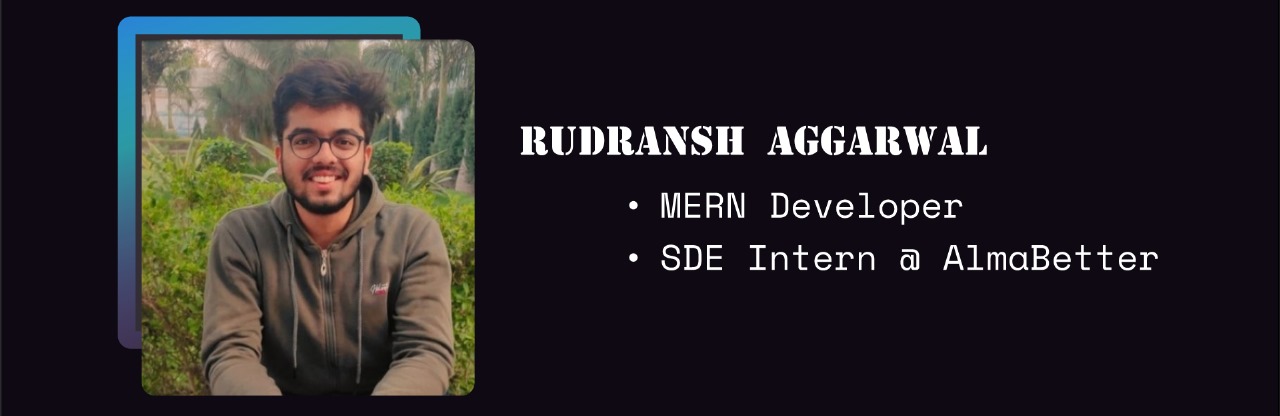 RUDRANSH AGGARWAL
• MERN Developer
• SDE Intern @ AlmaBetter